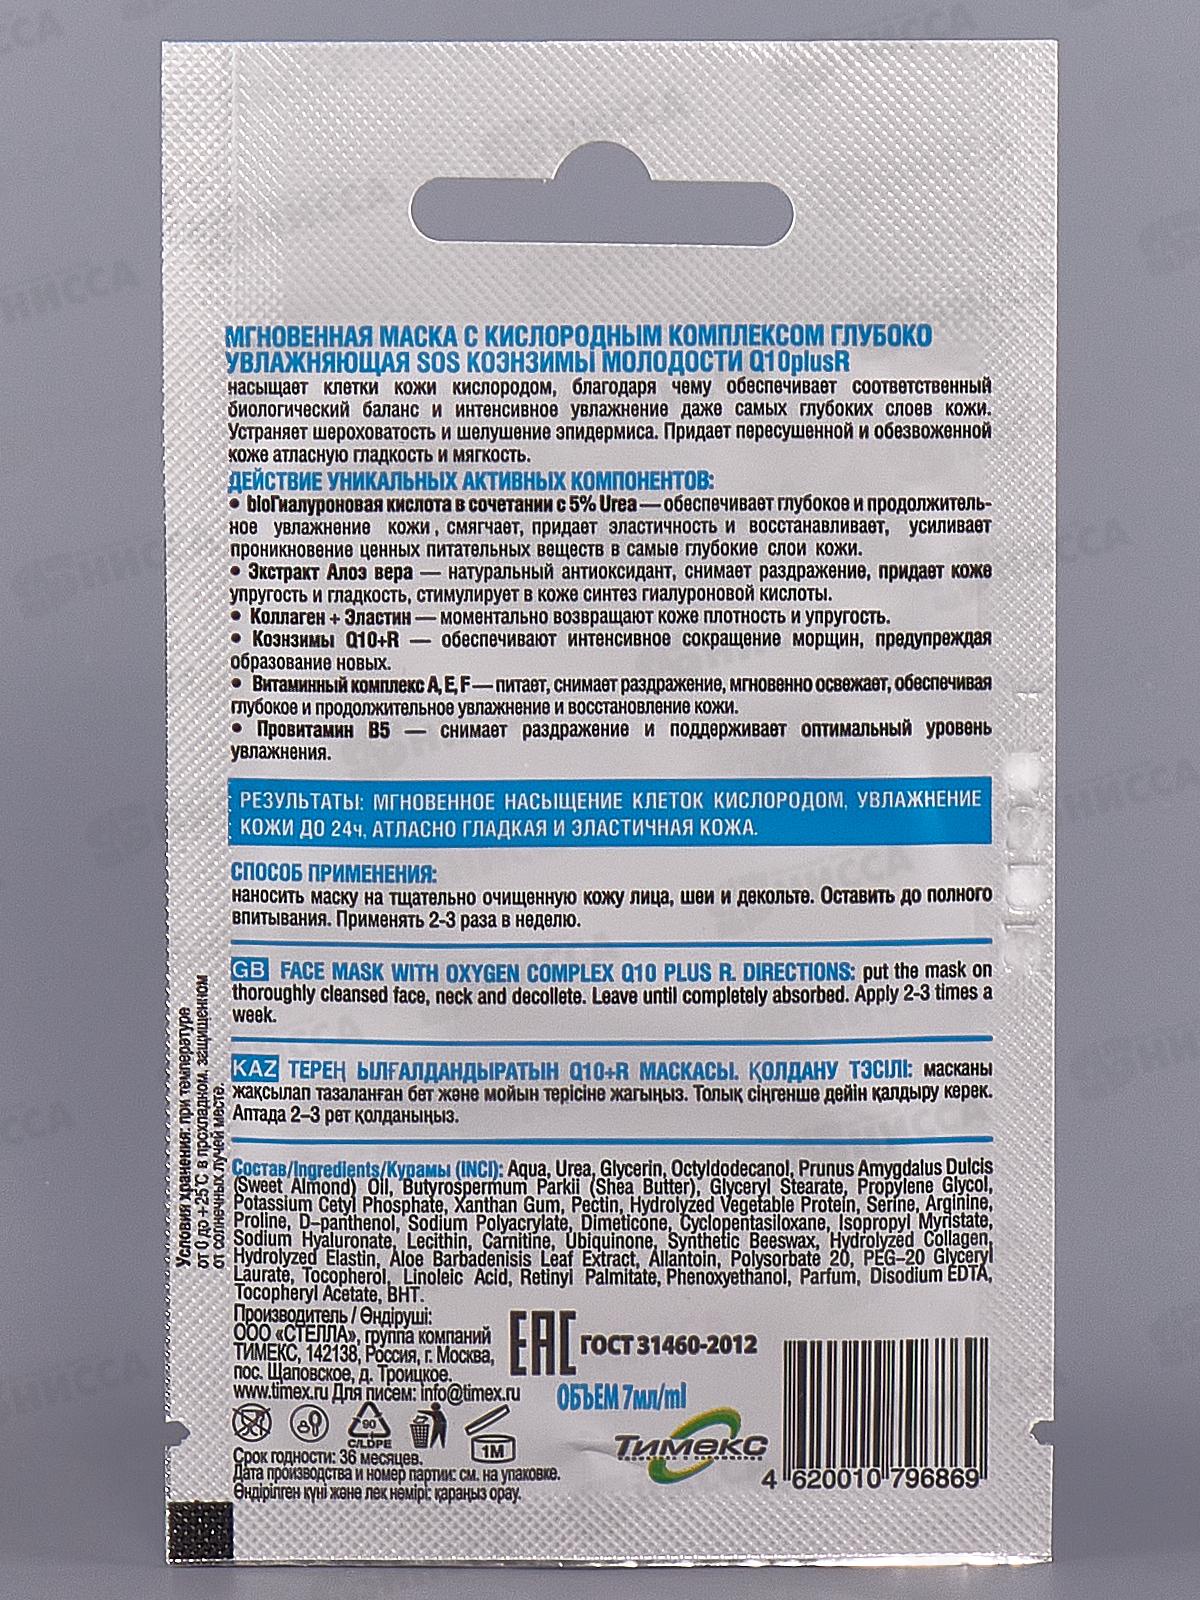 МГНОВЕННАЯ МАСКА С КИСЛОРОДНЫМ КОМПЛЕКСОМ ГЛУБОКО
УВЛАЖНЯЮЩАЯ SOS КОЭНЗИМЫ МОЛОДОСТИ Q10plusR
насыщает клетки кожи кислородом, благодаря чему обеспечивает соответственный
биологический баланс и интенсивное увлажнение даже самых глубоких слоев кожи.
Устраняет шероховатость и шелушение эпидермиса. Придает пересушенной и обезвоженной
коже атласную гладкость и мягкость.
ДЕЙСТВИЕ УНИКАЛЬНЫХ АКТИВНЫХ КОМПОНЕНТОВ:
• bioГиалуроновая кислота в сочетании с 5% Urea — обеспечивает глубокое и продолжитель-
ное увлажнение кожи, смягчает, придает эластичность и восстанавливает, усиливает
проникновение ценных питательных веществ в самые глубокие слои кожи.
• Экстракт Алоэ вера — натуральный антиоксидант, снимает раздражение, придает коже
упругость и гладкость, стимулирует в коже синтез гиалуроновой кислоты.
• Коллаген + Эластин — моментально возвращают коже плотность и упругость.
• Коэнзимы Q10+R — обеспечивают интенсивное сокращение морщин, предупреждая
образование новых.
• Витаминный комплекс A, E, F — питает, снимает раздражение, мгновенно освежает, обеспечивая
глубокое и продолжительное увлажнение и восстановление кожи.
• Провитамин В5 — снимает раздражение и поддерживает оптимальный уровень
увлажнения.
РЕЗУЛЬТАТЫ: МГНОВЕННОЕ НАСЫЩЕНИЕ КЛЕТОК КИСЛОРОДОМ, УВЛАЖНЕНИЕ
КОЖИ ДО 24ч, АТЛАСНО ГЛАДКАЯ И ЭЛАСТИЧНАЯ КОЖА.
СПОСОБ ПРИМЕНЕНИЯ:
наносить маску на тщательно очищенную кожу лица, шеи и декольте. Оставить до полного
впитывания. Применять 2-3 раза в неделю.
GB FACE MASK WITH OXYGEN COMPLEX Q10 PLUS R. DIRECTIONS: put the mask on
thoroughly cleansed face, neck and decollete. Leave until completely absorbed. Apply 2-3 times a
week.
KAZ ТЕРЕҢ ЫЛҒАЛДАНДЫРАТЫН Q10+R МАСКАСЫ. ҚОЛДАНУ ТӘСІЛІ: масканы
жақсылап тазаланған бет және мойын терісіне жағыңыз. Толық сіңгенше дейін қалдыру керек.
Аптада 2–3 рет қолданыңыз.
Состав/Ingredients/Курамы (INCI): Aqua, Urea, Glycerin, Octyldodecanol, Prunus Amygdalus Dulcis
(Sweet Almond) Oil, Butyrospermum Parkii (Shea Butter), Glyceryl Stearate, Propylene Glycol,
Potassium Cetyl Phosphate, Xanthan Gum, Pectin, Hydrolyzed Vegetable Protein, Serine, Arginine,
Proline, D–panthenol, Sodium Polyacrylate, Dimeticone, Cyclopentasiloxane, Isopropyl Myristate,
Sodium Hyaluronate, Lecithin, Carnitine, Ubiquinone, Synthetic Beeswax, Hydrolyzed Collagen,
Hydrolyzed Elastin, Aloe Barbadenisis Leaf Extract, Allantoin, Polysorbate 20, PEG–20 Glyceryl
Laurate, Tocopherol, Linoleic Acid, Retinyl Palmitate, Phenoxyethanol, Parfum, Disodium EDTA,
Tocopheryl Acetate, BHT.
Производитель / Өндіруші:
ООО «СТЕЛЛА», группа компаний
ТИМЕКС, 142138, Россия, г. Москва,
пос. Щаповское, д. Троицкое.
www.timex.ru Для писем: info@timex.ru
EAC ГОСТ 31460-2012
ОБЪЕМ 7мл/ml
90
C/LDPE
1M
Тимекс
4 620010 796869
Срок годности: 36 месяцев.
Дата производства и номер партии: см. на упаковке.
Өндірілген күні және лек нөмірі: қараңыз орау.
Условия хранения: при температуре
от 0 до +25°С в прохладном, защищенном
от солнечных лучей месте.